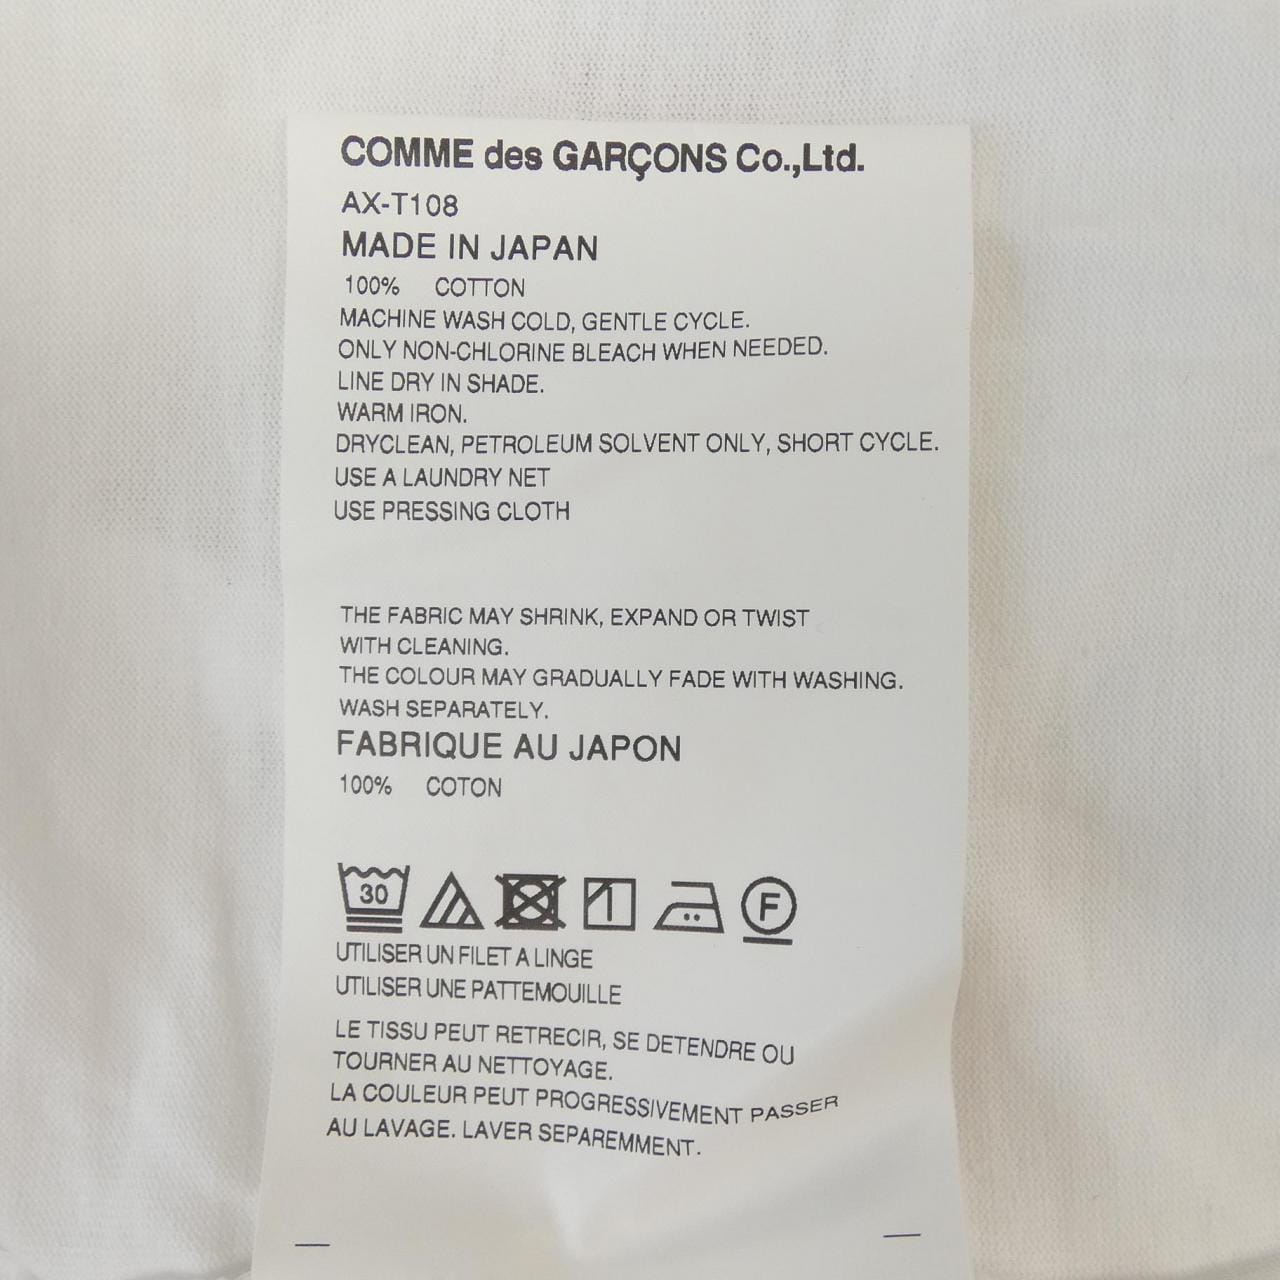 COMME des GARÇONS Co.,Ltd.
AX-T108
MADE IN JAPAN
100% COTTON
MACHINE WASH COLD, GENTLE CYCLE.
ONLY NON-CHLORINE BLEACH WHEN NEEDED.
LINE DRY IN SHADE.
WARM IRON.
DRYCLEAN, PETROLEUM SOLVENT ONLY, SHORT CYCLE.
USE A LAUNDRY NET
USE PRESSING CLOTH
THE FABRIC MAY SHRINK, EXPAND OR TWIST
WITH CLEANING.
THE COLOUR MAY GRADUALLY FADE WITH WASHING.
WASH SEPARATELY.
FABRIQUE AU JAPON
100% COTON
30 F
UTILISER UN FILET A LINGE
UTILISER UNE PATTEMOUILLE
LE TISSU PEUT RETRECIR, SE DETENDRE OU
TOURNER AU NETTOYAGE.
LA COULEUR PEUT PROGRESSIVEMENT PASSER
AU LAVAGE. LAVER SEPAREMMENT.